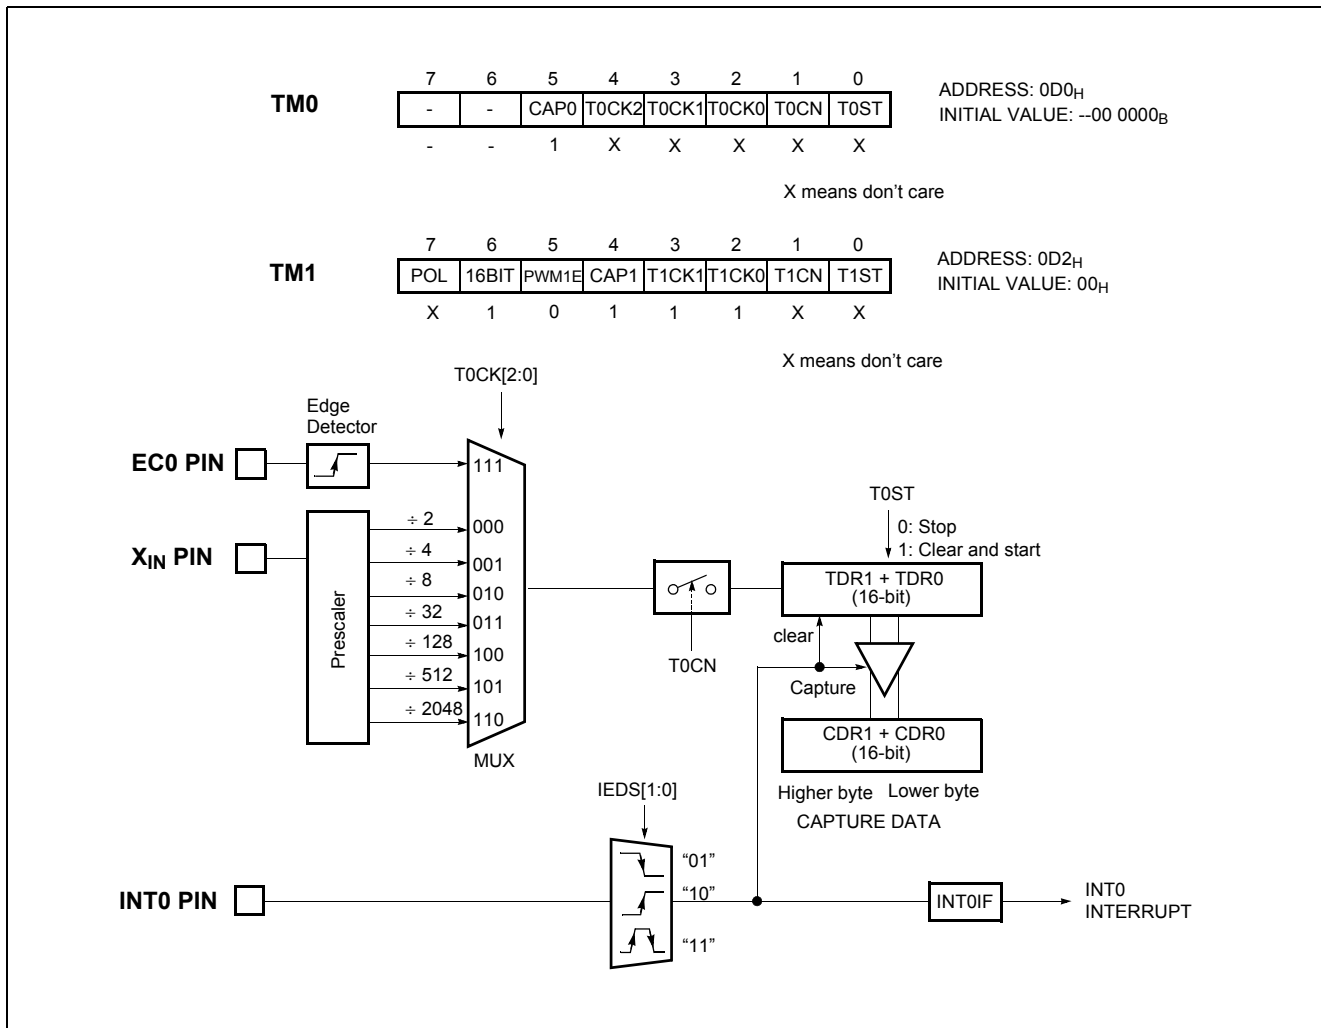 7 6 5 4 3 2 1 0
TM0 - - CAP0 T0CK2 T0CK1 T0CK0 T0CN T0ST
- - 1 X X X X X
ADDRESS: 0D0H
INITIAL VALUE: --00 0000B
X means don't care
7 6 5 4 3 2 1 0
TM1 POL 16BIT PWM1E CAP1 T1CK1 T1CK0 T1CN T1ST
X 1 0 1 1 1 X X
ADDRESS: 0D2H
INITIAL VALUE: 00H
X means don't care
T0CK[2:0]
Edge
Detector
EC0 PIN
111
XIN PIN
Prescaler
÷ 2 000
÷ 4 001
÷ 8 010
÷ 32 011
÷ 128 100
÷ 512 101
÷ 2048 110
MUX
T0CN
T0ST
0: Stop
1: Clear and start
TDR1 + TDR0
(16-bit)
clear
Capture
CDR1 + CDR0
(16-bit)
Higher byte Lower byte
CAPTURE DATA
IEDS[1:0]
INT0 PIN
“01”
“10”
“11”
INT0IF
INT0
INTERRUPT